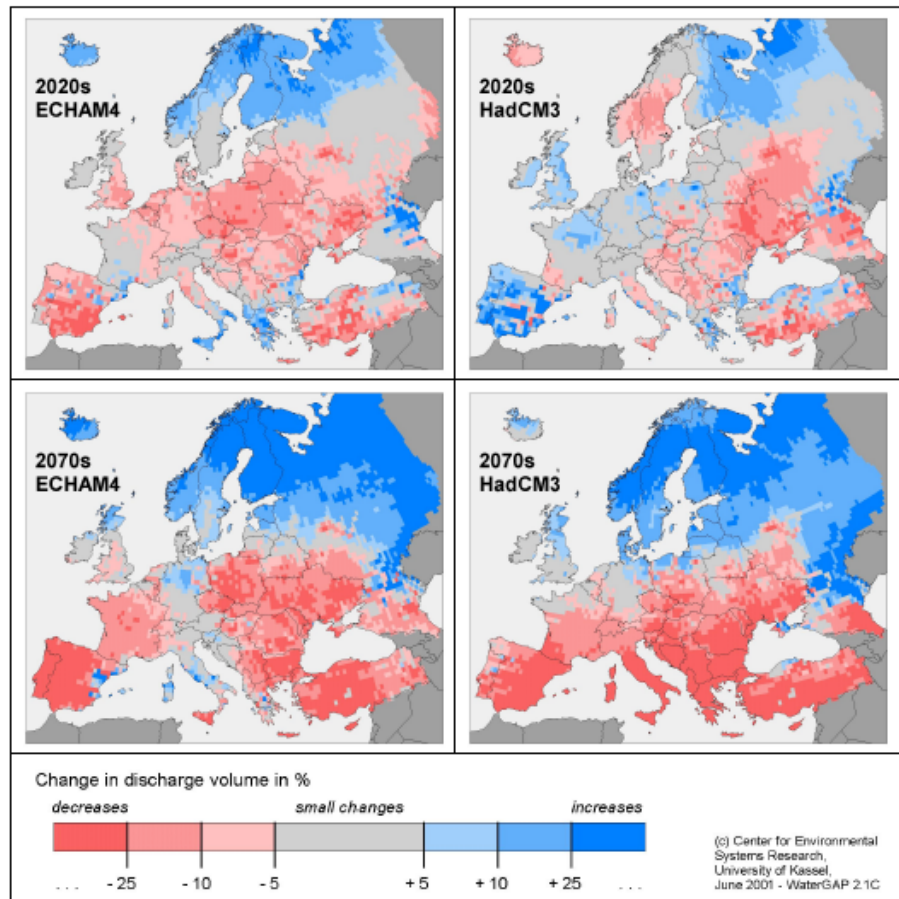 2020s
ECHAM4
2020s
HadCM3
2070s
ECHAM4
2070s
HadCM3
Change in discharge volume in %
decreases small changes increases
. . . - 25 - 10 - 5 + 5 + 10 + 25 . . .
(c) Center for Environmental
Systems Research,
University of Kassel,
June 2001 - WaterGAP 2.1C